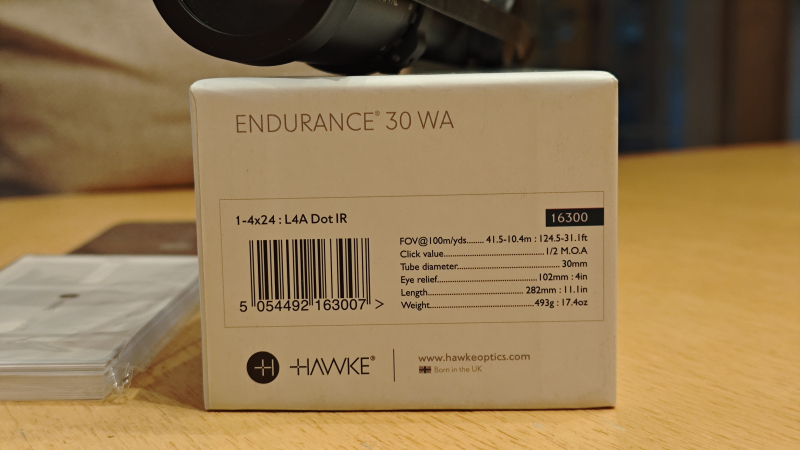 ENDURANCE® 30 WA
1-4x24 : L4A Dot IR
16300
FOV@100m/yds....... 41.5-10.4m : 124.5-31.1ft
Click value....................................1/2 M.O.A
Tube diameter....................................30mm
Eye relief..............................102mm : 4in
Length..............................282mm : 11.1in
Weight..............................493g : 17.4oz
5 054492 163007 >
HAWKE®
www.hawkeoptics.com
Born in the UK